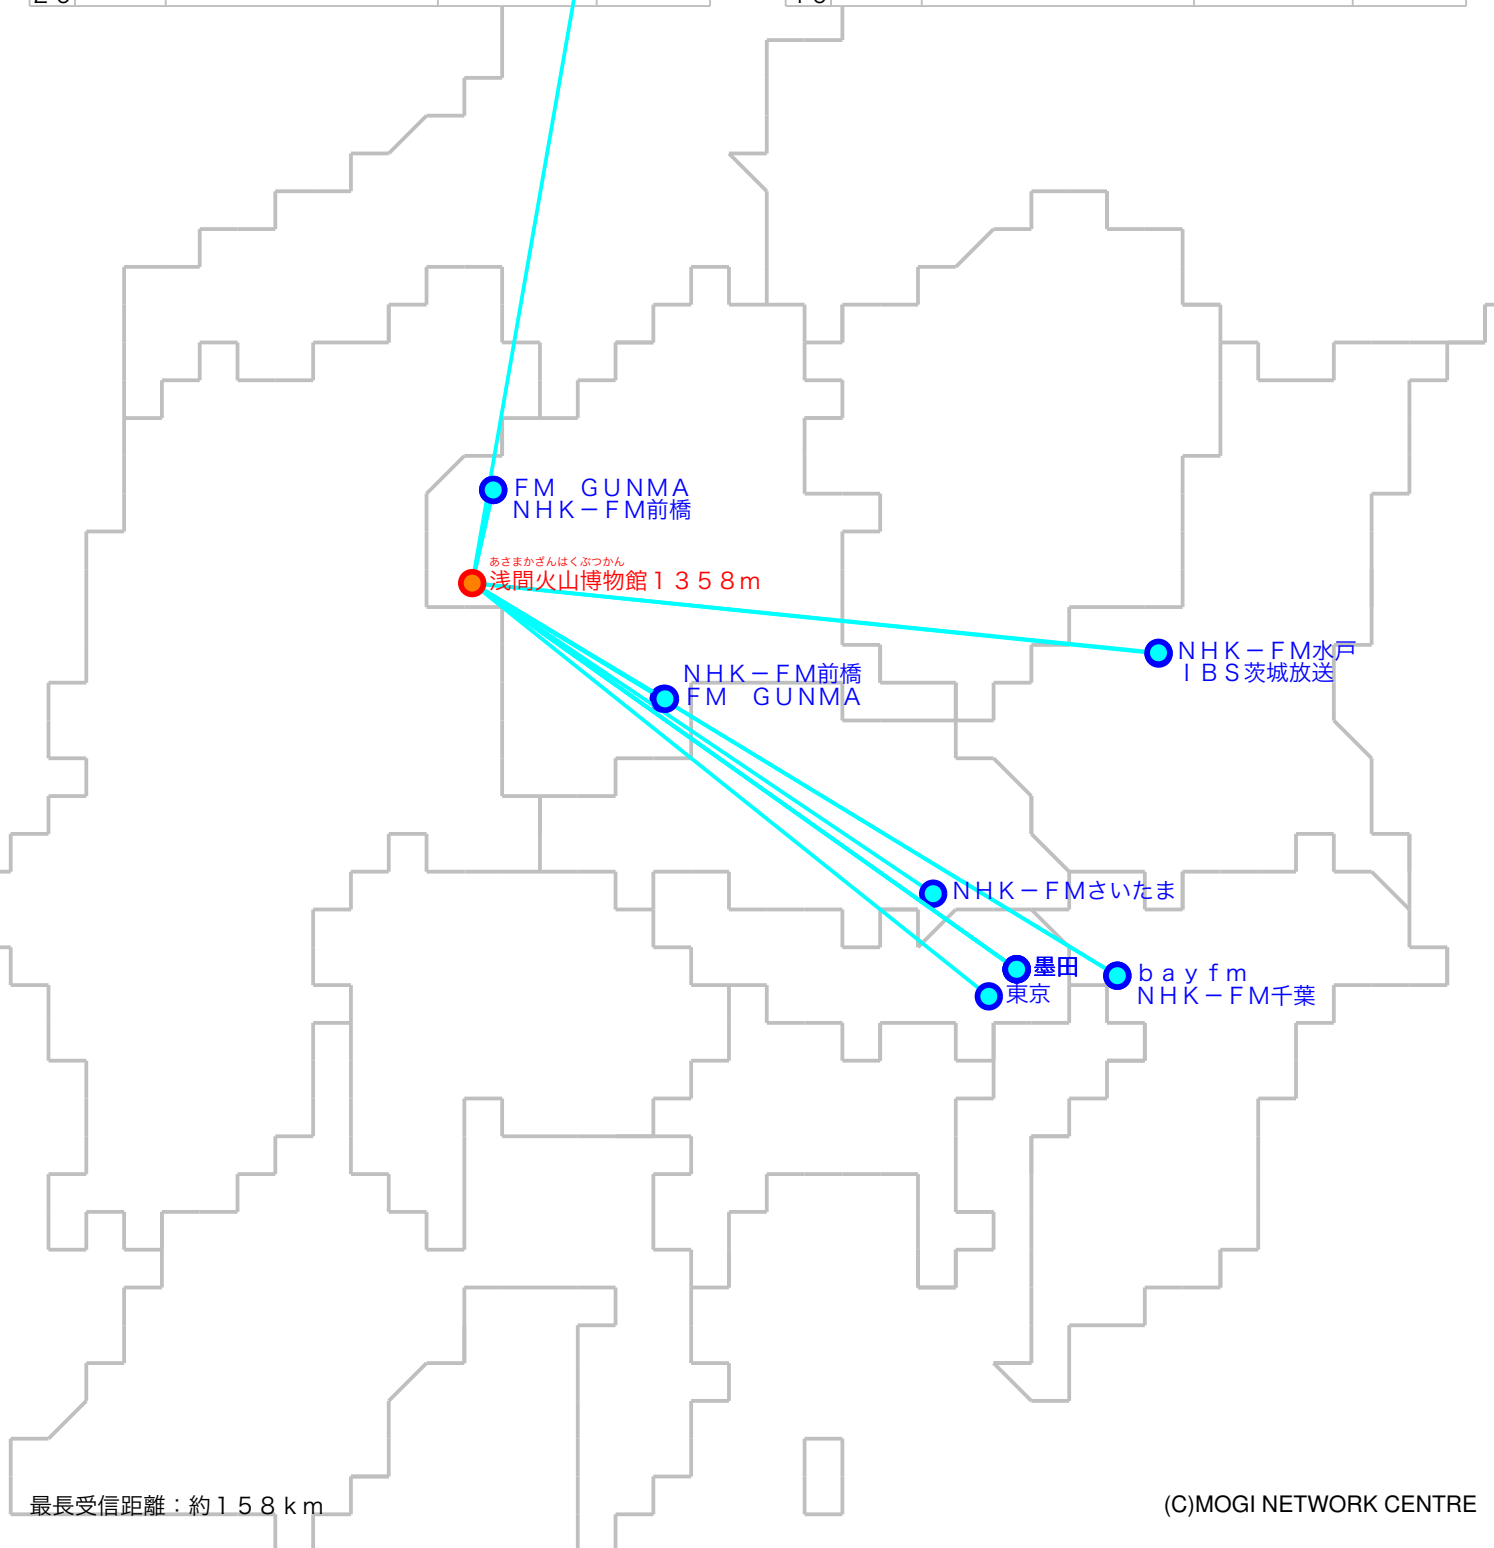 ＦＭ　ＧＵＮＭＡ
ＮＨＫ－ＦＭ前橋
あさまかざんはくぶつかん
浅間火山博物館１３５８ｍ
ＮＨＫ－ＦＭ水戸
ＩＢＳ茨城放送
ＮＨＫ－ＦＭ前橋
ＦＭ　ＧＵＮＭＡ
ＮＨＫ－ＦＭさいたま
墨田
ｂａｙｆｍ
東京
ＮＨＫ－ＦＭ千葉
最長受信距離：約１５８ｋｍ
(C)MOGI NETWORK CENTRE